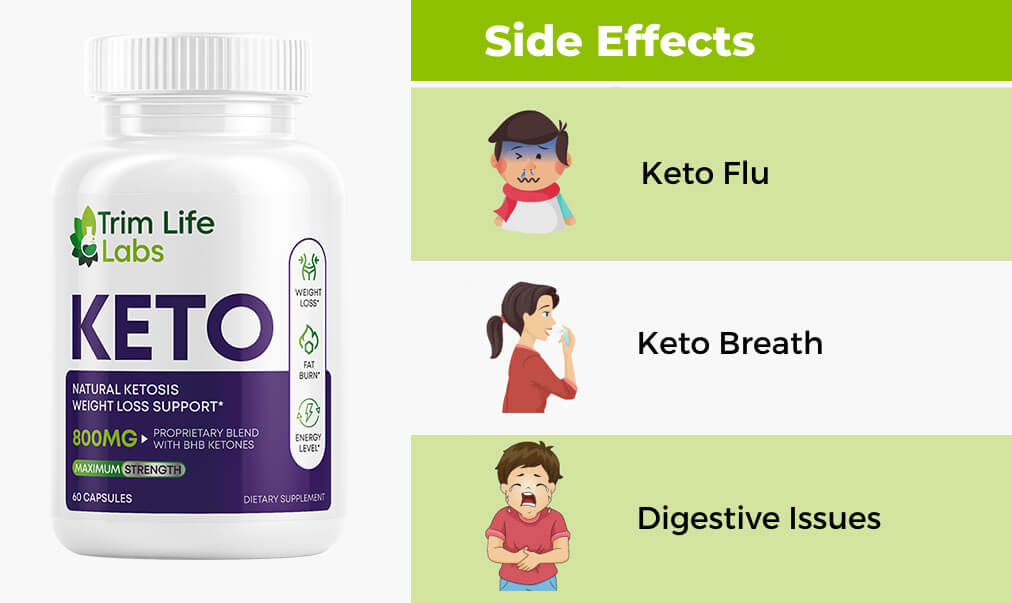 Side Effects
Trim Life
Labs
KETO
WEIGHT
LOSS*
FAT
BURN*
ENERGY
LEVEL*
NATURAL KETOSIS
WEIGHT LOSS SUPPORT*
800MG PROPRIETARY BLEND
WITH BHB KETONES
MAXIMUM STRENGTH
60 CAPSULES
DIETARY SUPPLEMENT
Keto Flu
Keto Breath
Digestive Issues